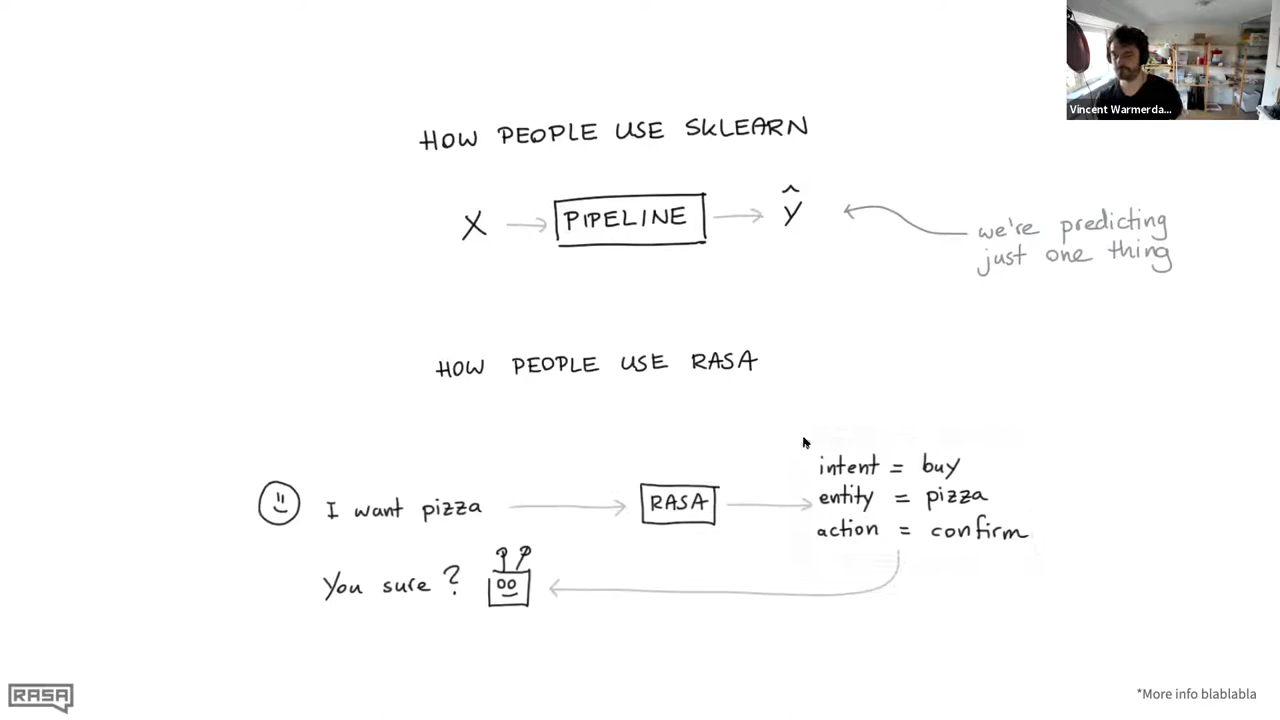 Vincent Warmerda...
HOW PEOPLE USE SKLEARN
X → PIPELINE → ŷ
we're predicting
just one thing
HOW PEOPLE USE RASA
I want pizza → RASA →
intent = buy
entity = pizza
action = confirm
You sure?
RASA
*More info blablabla